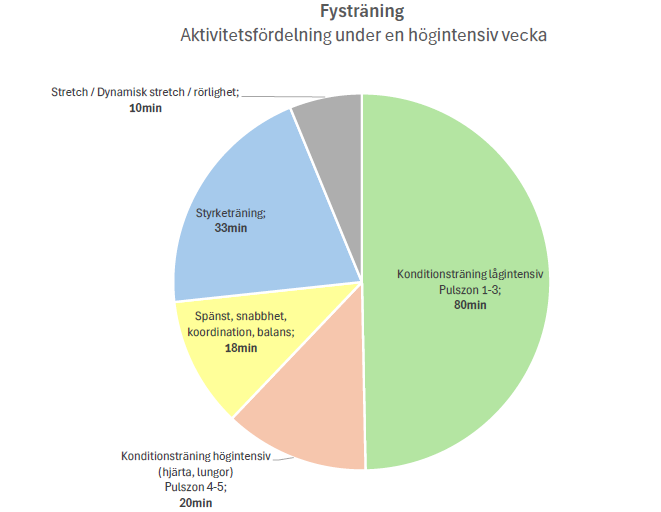 Fysträning
Aktivitetsfördelning under en högintensiv vecka
Stretch / Dynamisk stretch / rörlighet;
10min
Styrketräning;
33min
Konditionsträning lågintensiv
Pulszon 1-3;
80min
Spänst, snabbhet,
koordination, balans;
18min
Konditionsträning högintensiv
(hjärta, lungor)
Pulszon 4-5;
20min